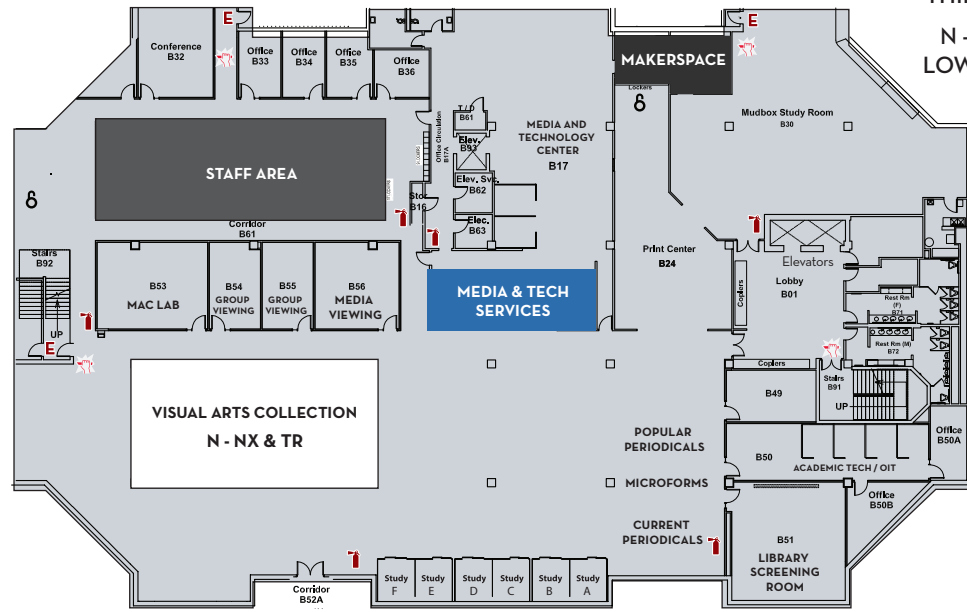 THI
N -
LOW
E
E
Conference
B32
Office
B33
Office
B34
Office
B35
Office
B36
MAKERSPACE
Lockers
Mudbox Study Room
B30
T / D
B61
Elev.
B93
Office Circulation
B17A
MEDIA AND
TECHNOLOGY
CENTER
B17
STAFF AREA
Elev. Svc.
B62
Stor
B16
Elec.
B63
Corridor
B61
Print Center
B24
Elevators
Lobby
B01
Stairs
B92
UP
E
B53
MAC LAB
B54
GROUP
VIEWING
B55
GROUP
VIEWING
B56
MEDIA
VIEWING
MEDIA & TECH
SERVICES
Copiers
Rest Rm
(F)
B71
Rest Rm (M)
B72
Copiers
Stairs
B91
UP
B49
VISUAL ARTS COLLECTION
N - NX & TR
POPULAR
PERIODICALS
MICROFORMS
CURRENT
PERIODICALS
B50
ACADEMIC TECH / OIT
Office
B50A
Office
B50B
B51
LIBRARY
SCREENING
ROOM
Study
F
Study
E
Study
D
Study
C
Study
B
Study
A
Corridor
B52A